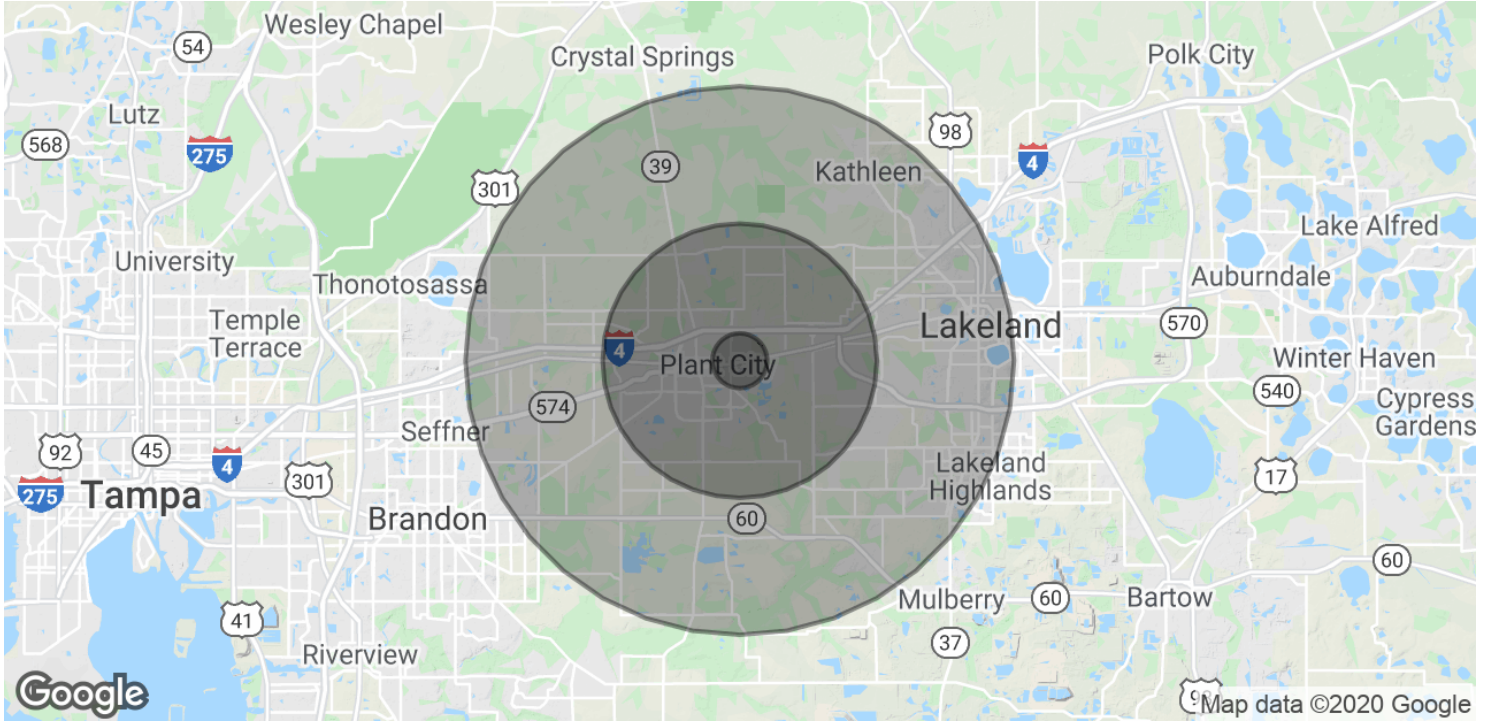 Wesley Chapel
54
Crystal Springs
Polk City
Lutz
98
568
275
39
4
Kathleen
301
Lake Alfred
University
Auburndale
Thonotosassa
Temple
Terrace
Lakeland
570
4
Plant City
Winter Haven
540
Cypress
Gardens
574
Seffner
92
45
4
Lakeland
Highlands
17
301
275
Tampa
Brandon
60
60
Mulberry
60
Bartow
41
37
Riverview
Google
Map data ©2020 Google